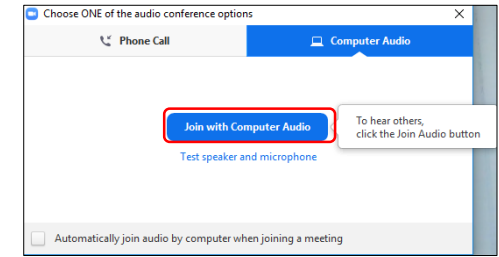 Choose ONE of the audio conference options
Phone Call
Computer Audio
Join with Computer Audio
To hear others,
click the Join Audio button
Test speaker and microphone
Automatically join audio by computer when joining a meeting